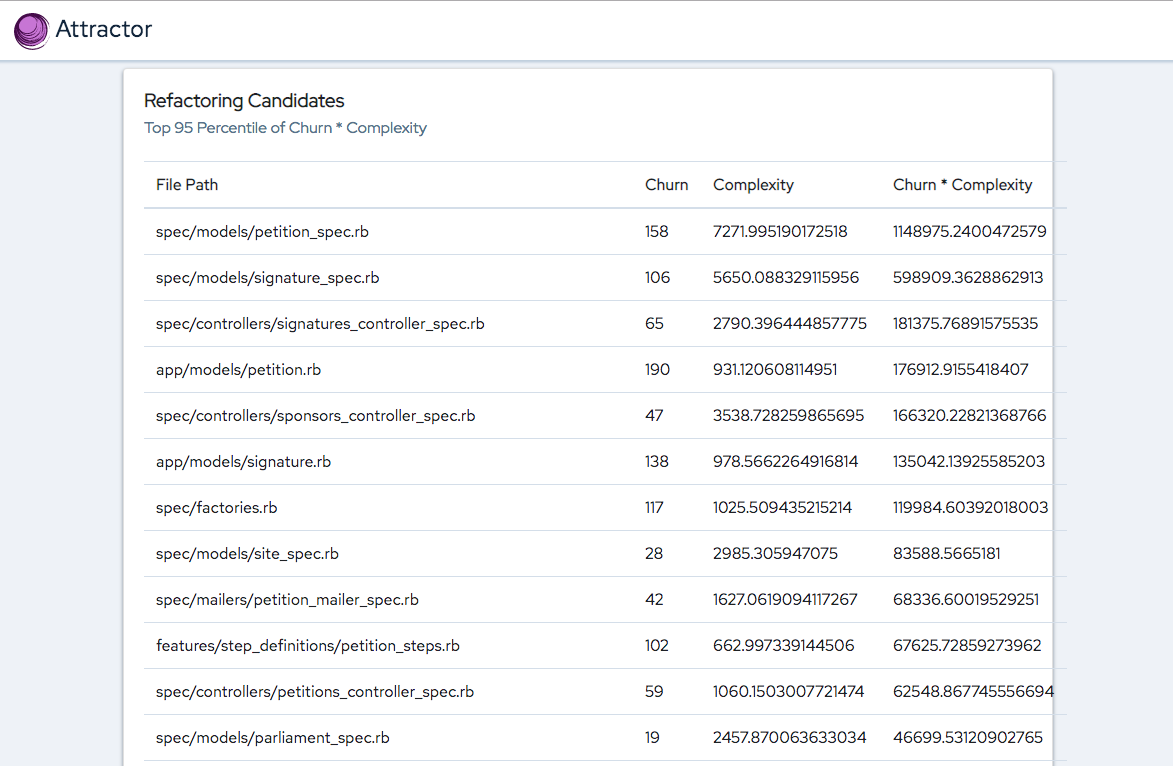 Attractor
Refactoring Candidates
Top 95 Percentile of Churn * Complexity
File Path Churn Complexity Churn * Complexity
spec/models/petition_spec.rb 158 7271.995190172518 1148975.2400472579
spec/models/signature_spec.rb 106 5650.088329115956 598909.3628862913
spec/controllers/signatures_controller_spec.rb 65 2790.396444857775 181375.76891575535
app/models/petition.rb 190 931.120608114951 176912.9155418407
spec/controllers/sponsors_controller_spec.rb 47 3538.728259865695 166320.22821368766
app/models/signature.rb 138 978.5662264916814 135042.13925585203
spec/factories.rb 117 1025.509435215214 119984.60392018003
spec/models/site_spec.rb 28 2985.305947075 83588.5665181
spec/mailers/petition_mailer_spec.rb 42 1627.0619094117267 68336.60019529251
features/step_definitions/petition_steps.rb 102 662.997339144506 67625.72859273962
spec/controllers/petitions_controller_spec.rb 59 1060.1503007721474 62548.867745556694
spec/models/parliament_spec.rb 19 2457.870063633034 46699.53120902765